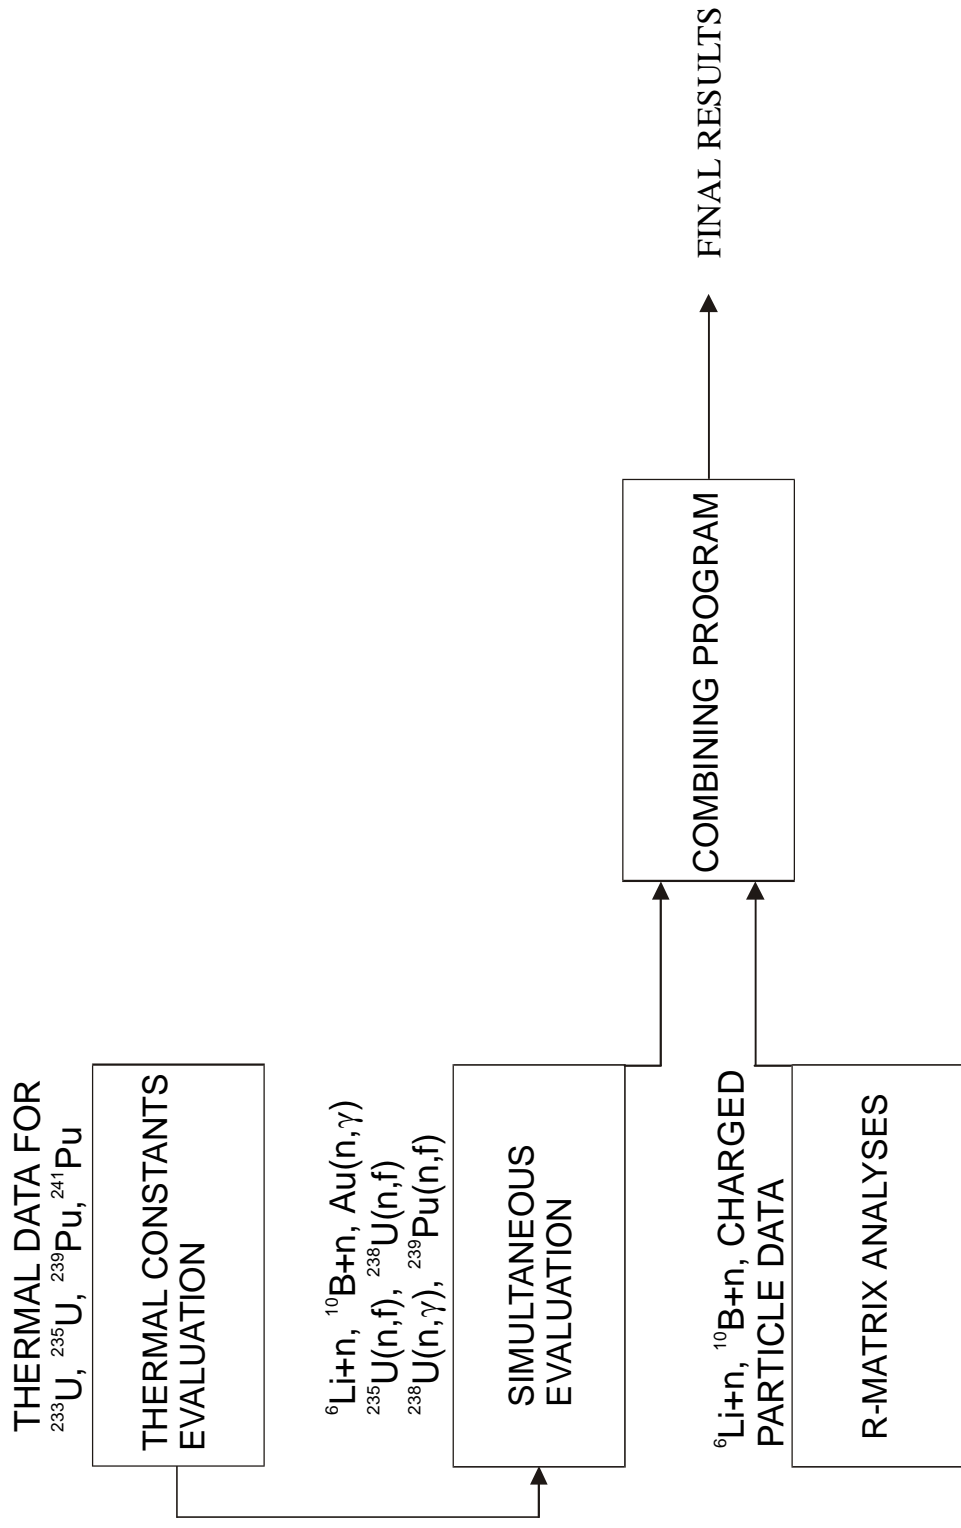 THERMAL DATA FOR
²³³U, ²³⁵U, ²³⁹Pu, ²⁴¹Pu
THERMAL CONSTANTS
EVALUATION
⁶Li+n, ¹⁰B+n, Au(n,γ)
²³⁵U(n,f), ²³⁸U(n,f)
²³⁸U(n,γ), ²³⁹Pu(n,f)
SIMULTANEOUS
EVALUATION
⁶Li+n, ¹⁰B+n, CHARGED
PARTICLE DATA
R-MATRIX ANALYSES
COMBINING PROGRAM
FINAL RESULTS